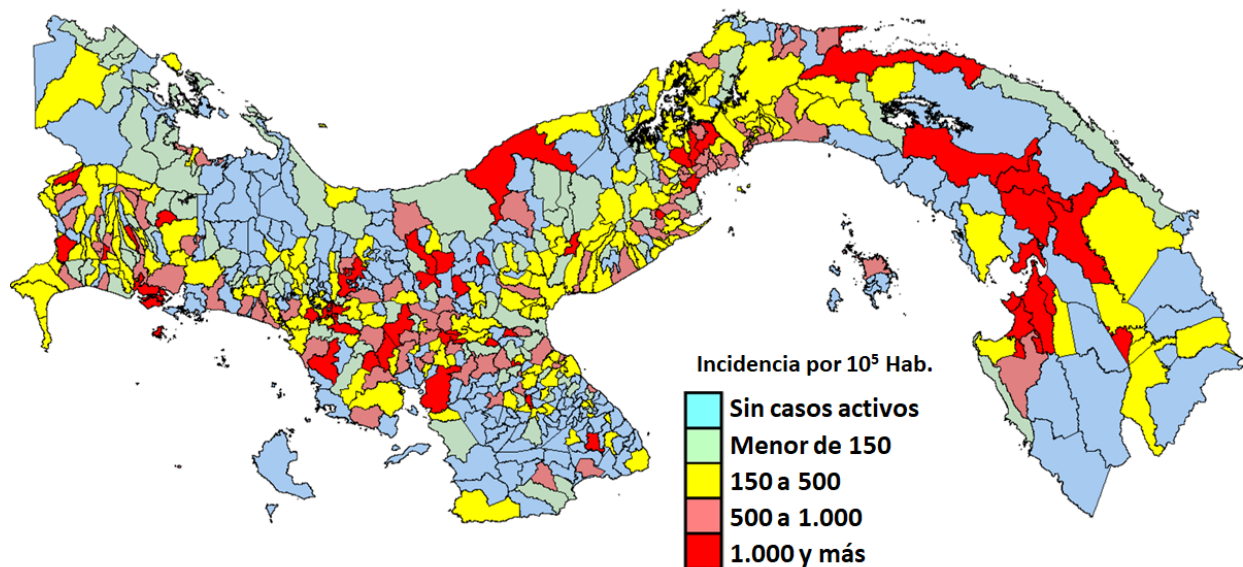 Incidencia por 10⁵ Hab.
Sin casos activos
Menor de 150
150 a 500
500 a 1.000
1.000 y más